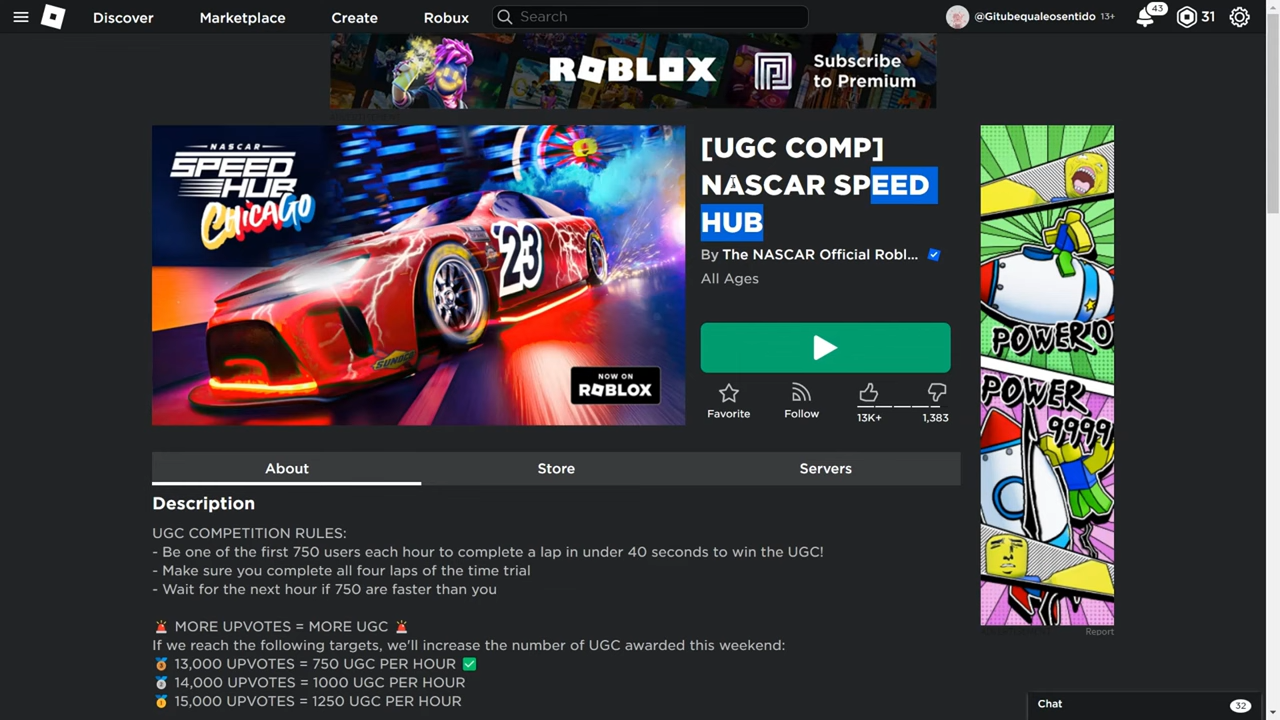 Discover
Marketplace
Create
Robux
Search
@Gitubequaleosentido 13+
43
31
ROBLOX
Subscribe
to Premium
NASCAR
SPEED
HUB
CHICAGO
'23
SUNOCO
NOW ON
ROBLOX
[UGC COMP]
NASCAR SPEED
HUB
By The NASCAR Official Robl...
All Ages
Favorite
Follow
13K+
1,383
POWER
POWER
9999
Report
About
Store
Servers
Description
UGC COMPETITION RULES:
- Be one of the first 750 users each hour to complete a lap in under 40 seconds to win the UGC!
- Make sure you complete all four laps of the time trial
- Wait for the next hour if 750 are faster than you
🚨 MORE UPVOTES = MORE UGC 🚨
If we reach the following targets, we'll increase the number of UGC awarded this weekend:
🥉 13,000 UPVOTES = 750 UGC PER HOUR ✅
🥈 14,000 UPVOTES = 1000 UGC PER HOUR
🥇 15,000 UPVOTES = 1250 UGC PER HOUR
Chat
32